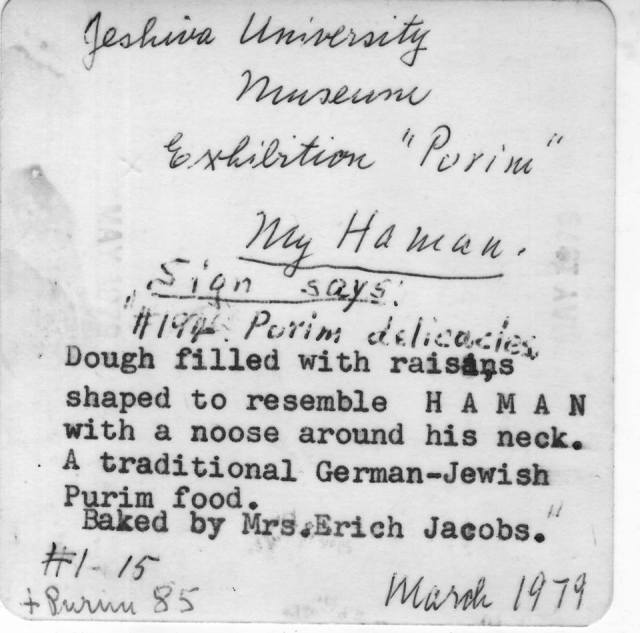 Jeshiva University
Museum
Exhibition "Porim"
My Haman.
Sign says:
"#194. Porim delicacies
Dough filled with raisins
shaped to resemble H A M A N
with a noose around his neck.
A traditional German-Jewish
Purim food.
Baked by Mrs.Erich Jacobs."
#1-15
+ Purim 85
March 1979